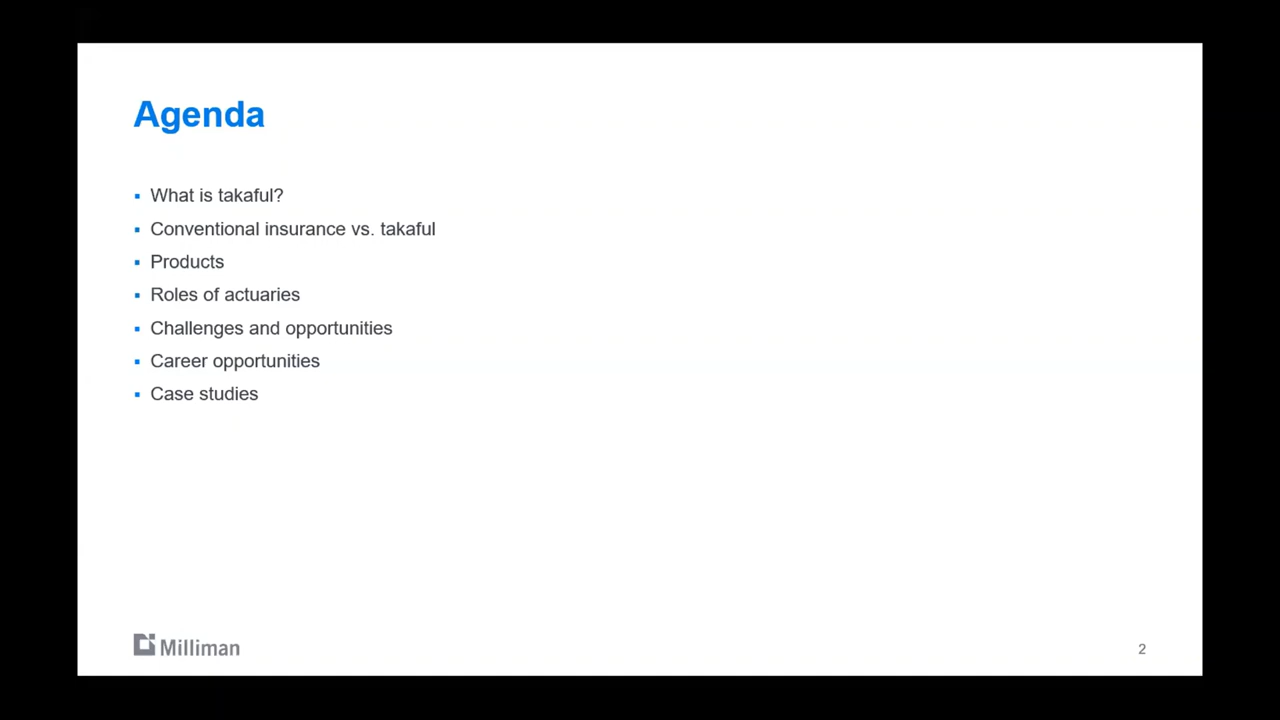 Agenda
▪ What is takaful?
▪ Conventional insurance vs. takaful
▪ Products
▪ Roles of actuaries
▪ Challenges and opportunities
▪ Career opportunities
▪ Case studies
Milliman
2